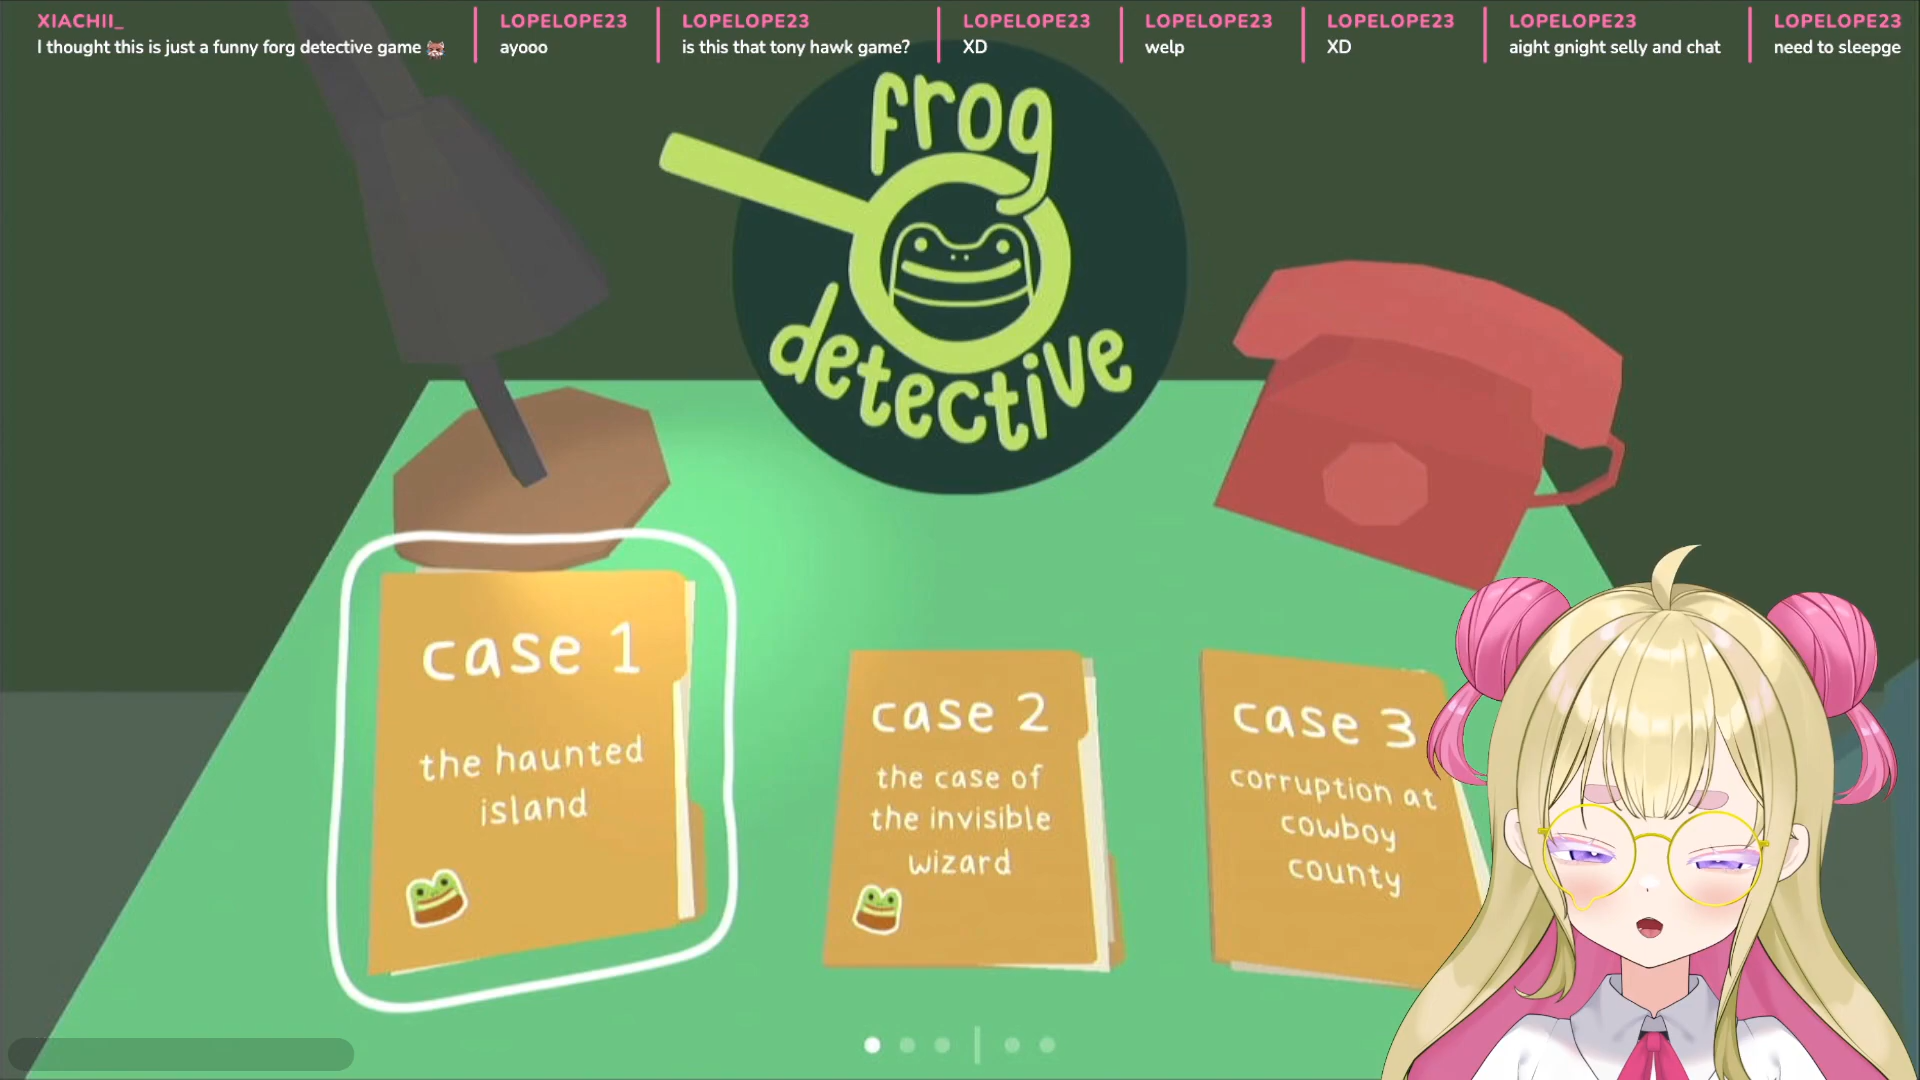 XIACHII_
I thought this is just a funny forg detective game
LOPELOPE23
ayooo
LOPELOPE23
is this that tony hawk game?
LOPELOPE23
XD
LOPELOPE23
welp
LOPELOPE23
XD
LOPELOPE23
aight gnight selly and chat
LOPELOPE23
need to sleepge
frog
detective
case 1
the haunted
island
case 2
the case of
the invisible
wizard
case 3
corruption at
cowboy
county